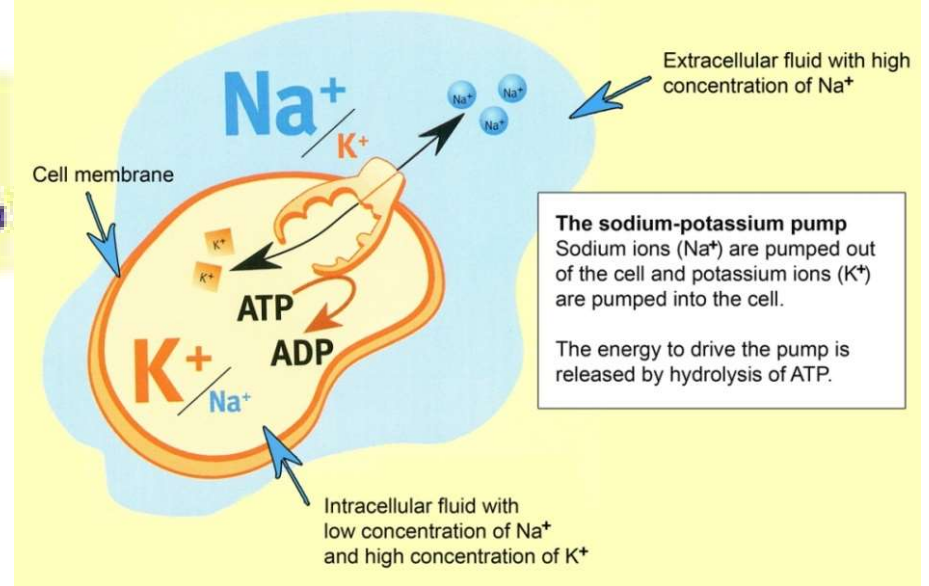 Extracellular fluid with high
concentration of Na⁺
Na⁺
K⁺
Na⁺
Na⁺
Na⁺
Cell membrane
The sodium-potassium pump
Sodium ions (Na⁺) are pumped out
of the cell and potassium ions (K⁺)
are pumped into the cell.
The energy to drive the pump is
released by hydrolysis of ATP.
K⁺
K⁺
ATP
ADP
K⁺
Na⁺
Intracellular fluid with
low concentration of Na⁺
and high concentration of K⁺